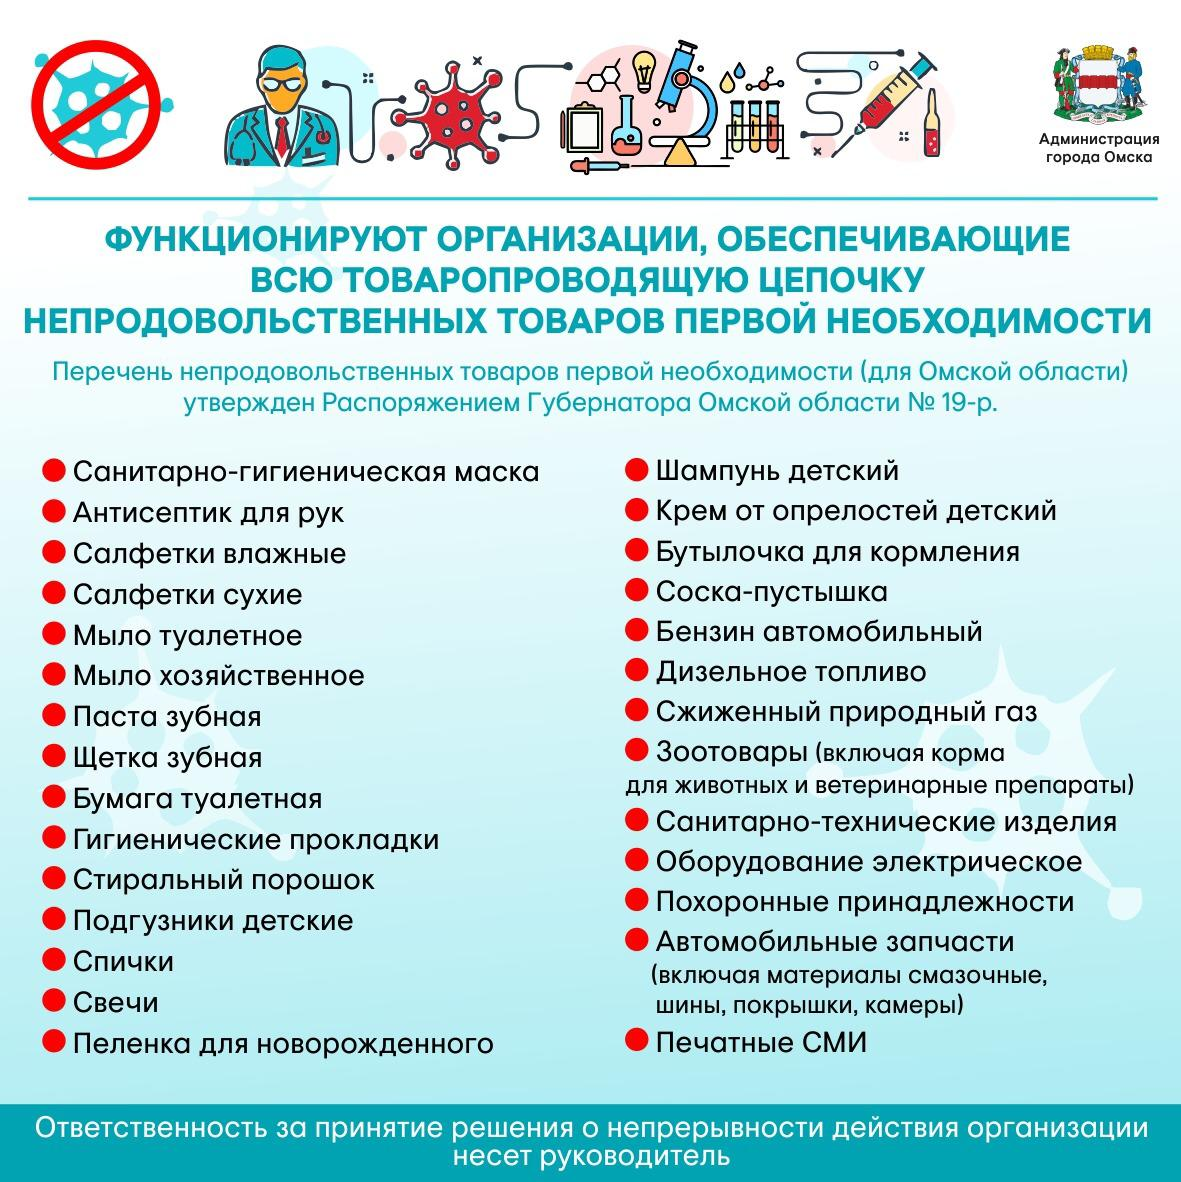 Администрация
города Омска
ФУНКЦИОНИРУЮТ ОРГАНИЗАЦИИ, ОБЕСПЕЧИВАЮЩИЕ
ВСЮ ТОВАРОПРОВОДЯЩУЮ ЦЕПОЧКУ
НЕПРОДОВОЛЬСТВЕННЫХ ТОВАРОВ ПЕРВОЙ НЕОБХОДИМОСТИ
Перечень непродовольственных товаров первой необходимости (для Омской области)
утвержден Распоряжением Губернатора Омской области № 19-р.
Санитарно-гигиеническая маска
Антисептик для рук
Салфетки влажные
Салфетки сухие
Мыло туалетное
Мыло хозяйственное
Паста зубная
Щетка зубная
Бумага туалетная
Гигиенические прокладки
Стиральный порошок
Подгузники детские
Спички
Свечи
Пеленка для новорожденного
Шампунь детский
Крем от опрелостей детский
Бутылочка для кормления
Соска-пустышка
Бензин автомобильный
Дизельное топливо
Сжиженный природный газ
Зоотовары (включая корма
для животных и ветеринарные препараты)
Санитарно-технические изделия
Оборудование электрическое
Похоронные принадлежности
Автомобильные запчасти
(включая материалы смазочные,
шины, покрышки, камеры)
Печатные СМИ
Ответственность за принятие решения о непрерывности действия организации
несет руководитель